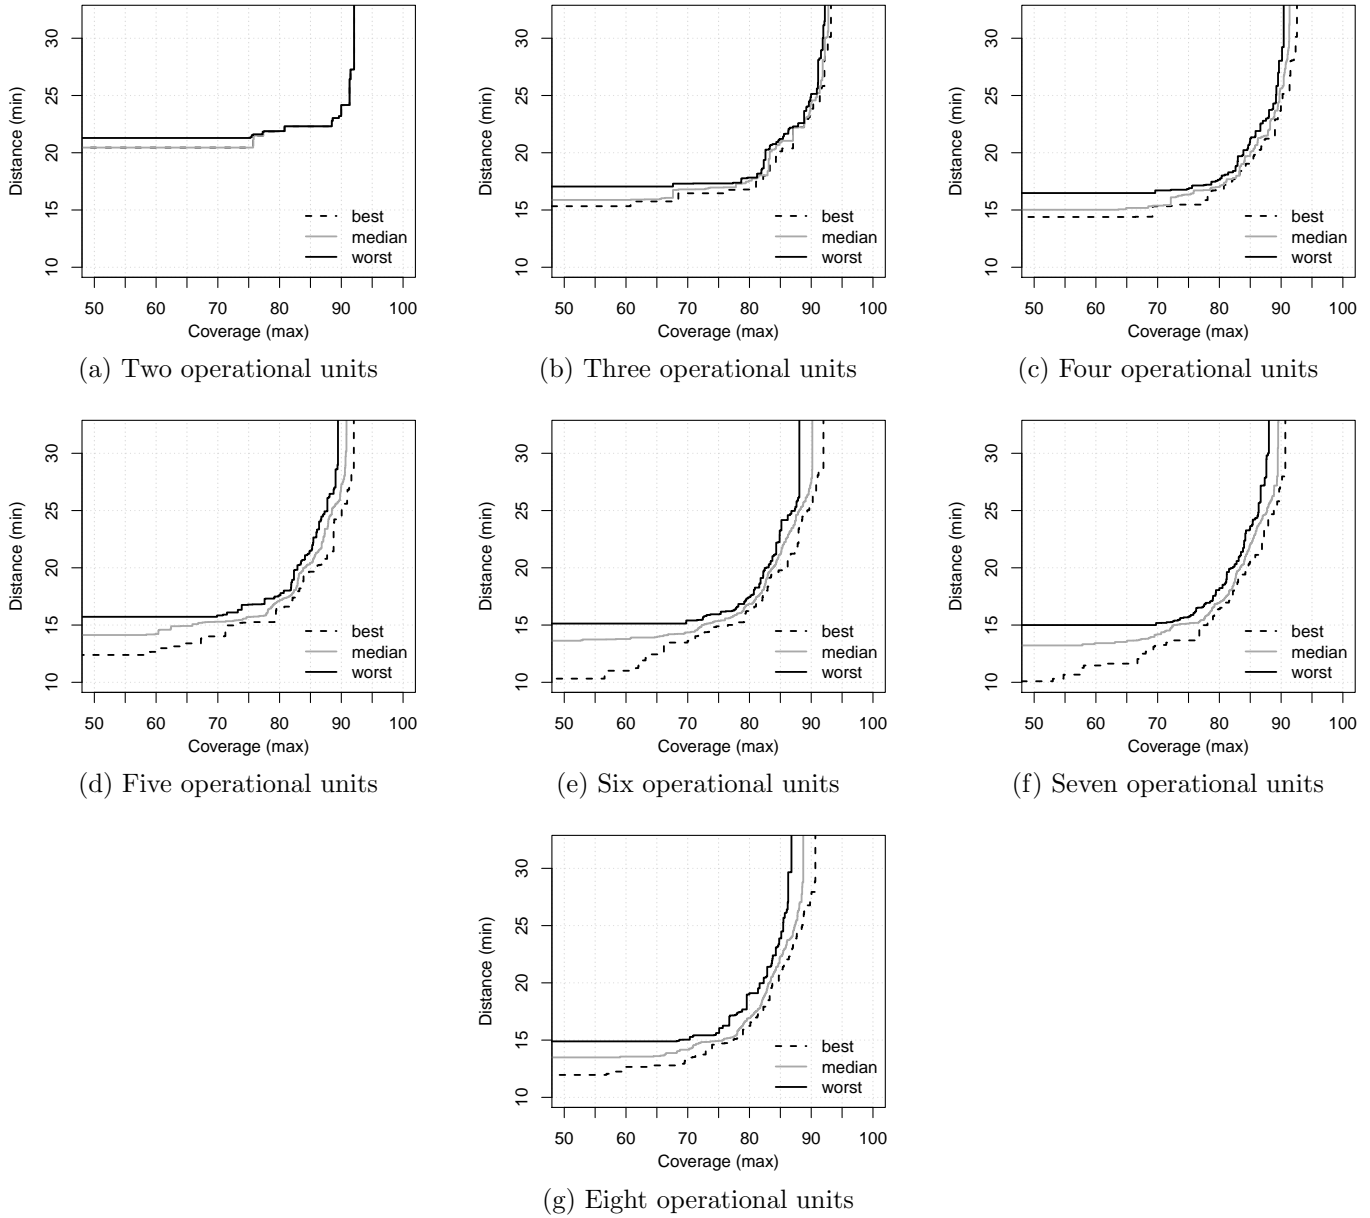 30
25
20
15
10
Distance (min)
best
median
worst
50 60 70 80 90 100
Coverage (max)
(a) Two operational units
30
25
20
15
10
Distance (min)
best
median
worst
50 60 70 80 90 100
Coverage (max)
(b) Three operational units
30
25
20
15
10
Distance (min)
best
median
worst
50 60 70 80 90 100
Coverage (max)
(c) Four operational units
30
25
20
15
10
Distance (min)
best
median
worst
50 60 70 80 90 100
Coverage (max)
(d) Five operational units
30
25
20
15
10
Distance (min)
best
median
worst
50 60 70 80 90 100
Coverage (max)
(e) Six operational units
30
25
20
15
10
Distance (min)
best
median
worst
50 60 70 80 90 100
Coverage (max)
(f) Seven operational units
30
25
20
15
10
Distance (min)
best
median
worst
50 60 70 80 90 100
Coverage (max)
(g) Eight operational units